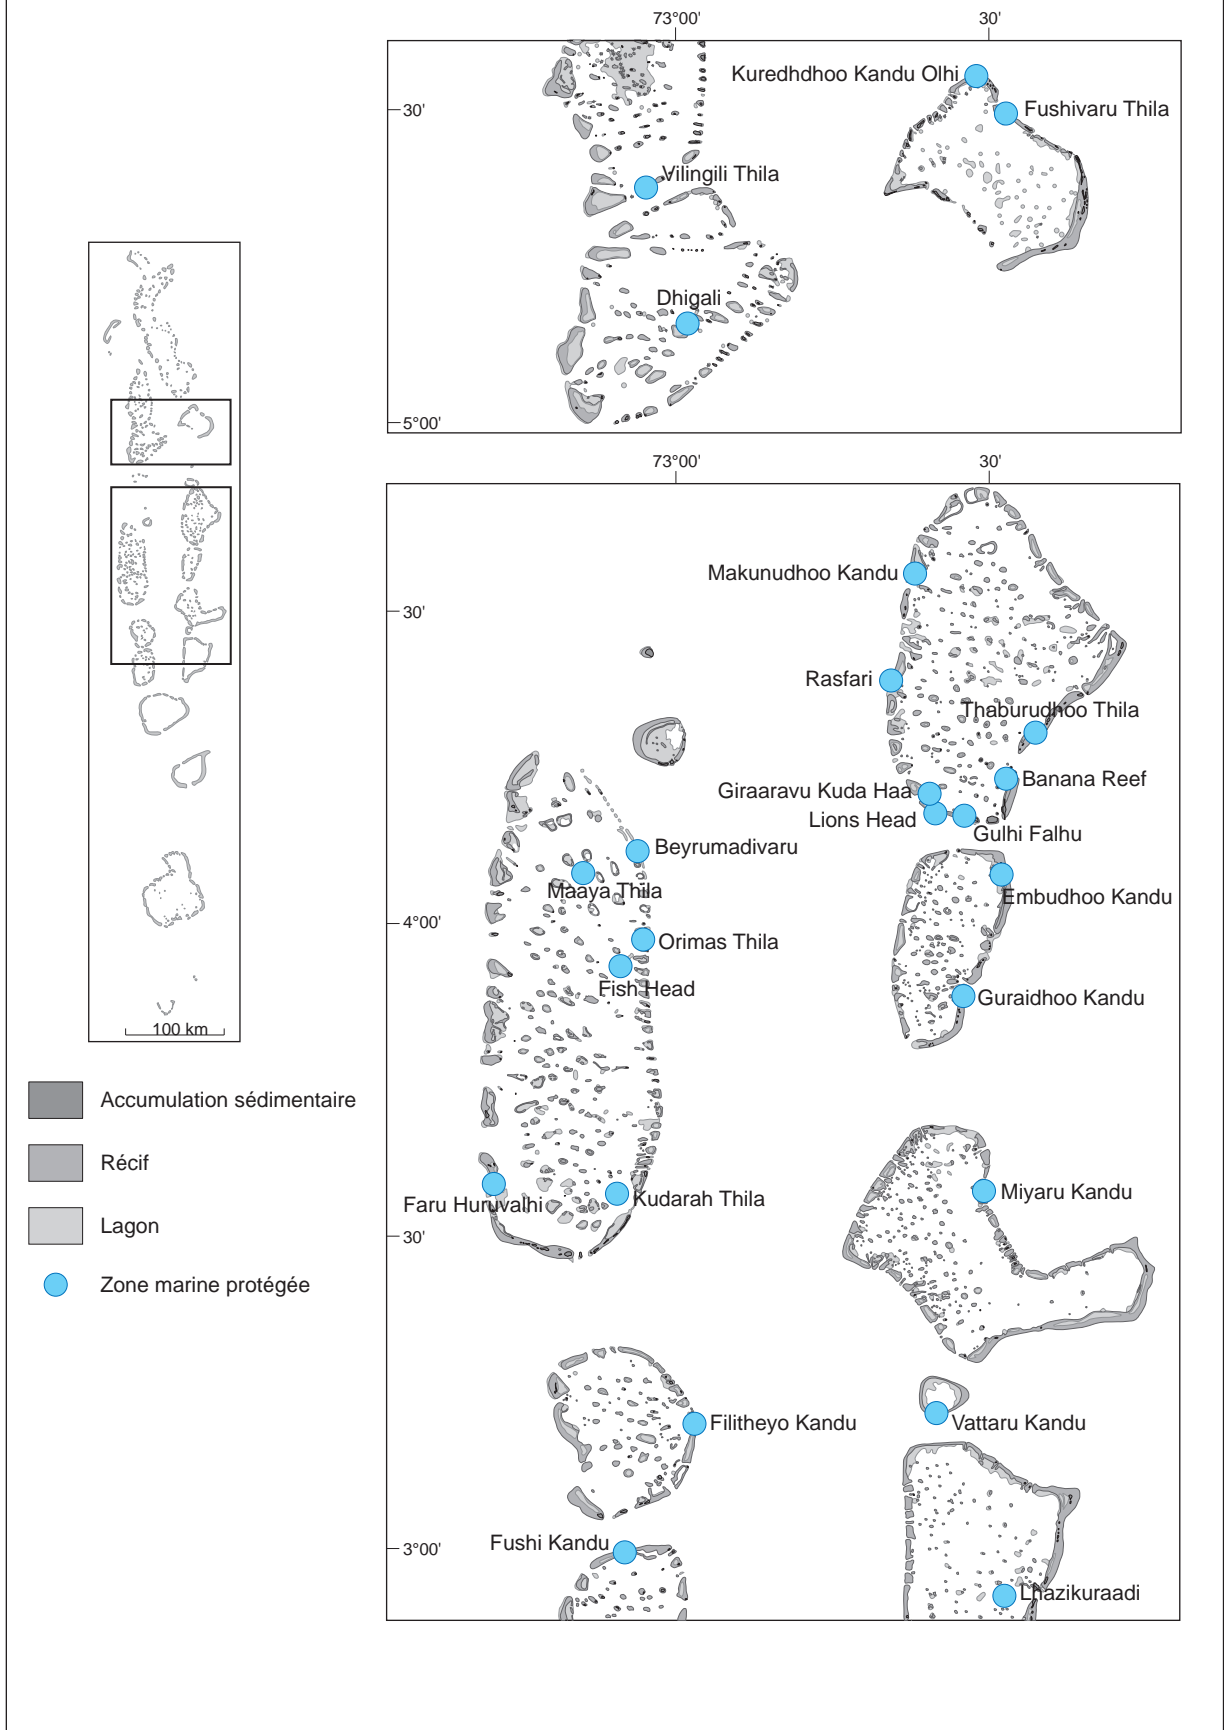 73°00'
30'
Kuredhdhoo Kandu Olhi
30'
Fushivaru Thila
Vilingili Thila
Dhigali
5°00'
73°00'
30'
Makunudhoo Kandu
30'
Rasfari
Thaburudhoo Thila
Banana Reef
Giraaravu Kuda Haa
Lions Head
Gulhi Falhu
Beyrumadivaru
Maaya Thila
Embudhoo Kandu
4°00'
Orimas Thila
Fish Head
Guraidhoo Kandu
100 km
Accumulation sédimentaire
Récif
Lagon
Zone marine protégée
Faru Huruvalhi
Kudarah Thila
Miyaru Kandu
30'
Filitheyo Kandu
Vattaru Kandu
Fushi Kandu
3°00'
Lhazikuraadi